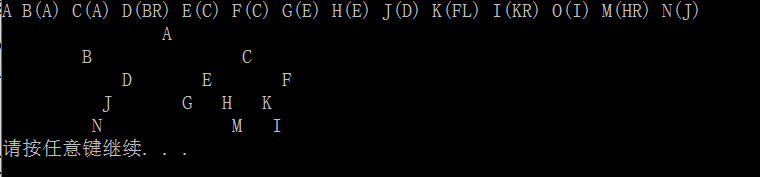 A B(A) C(A) D(BR) E(C) F(C) G(E) H(E) J(D) K(FL) I(KR) O(I) M(HR) N(J)
A
B C
D E F
J G H K
N M I
请按任意键继续. . .